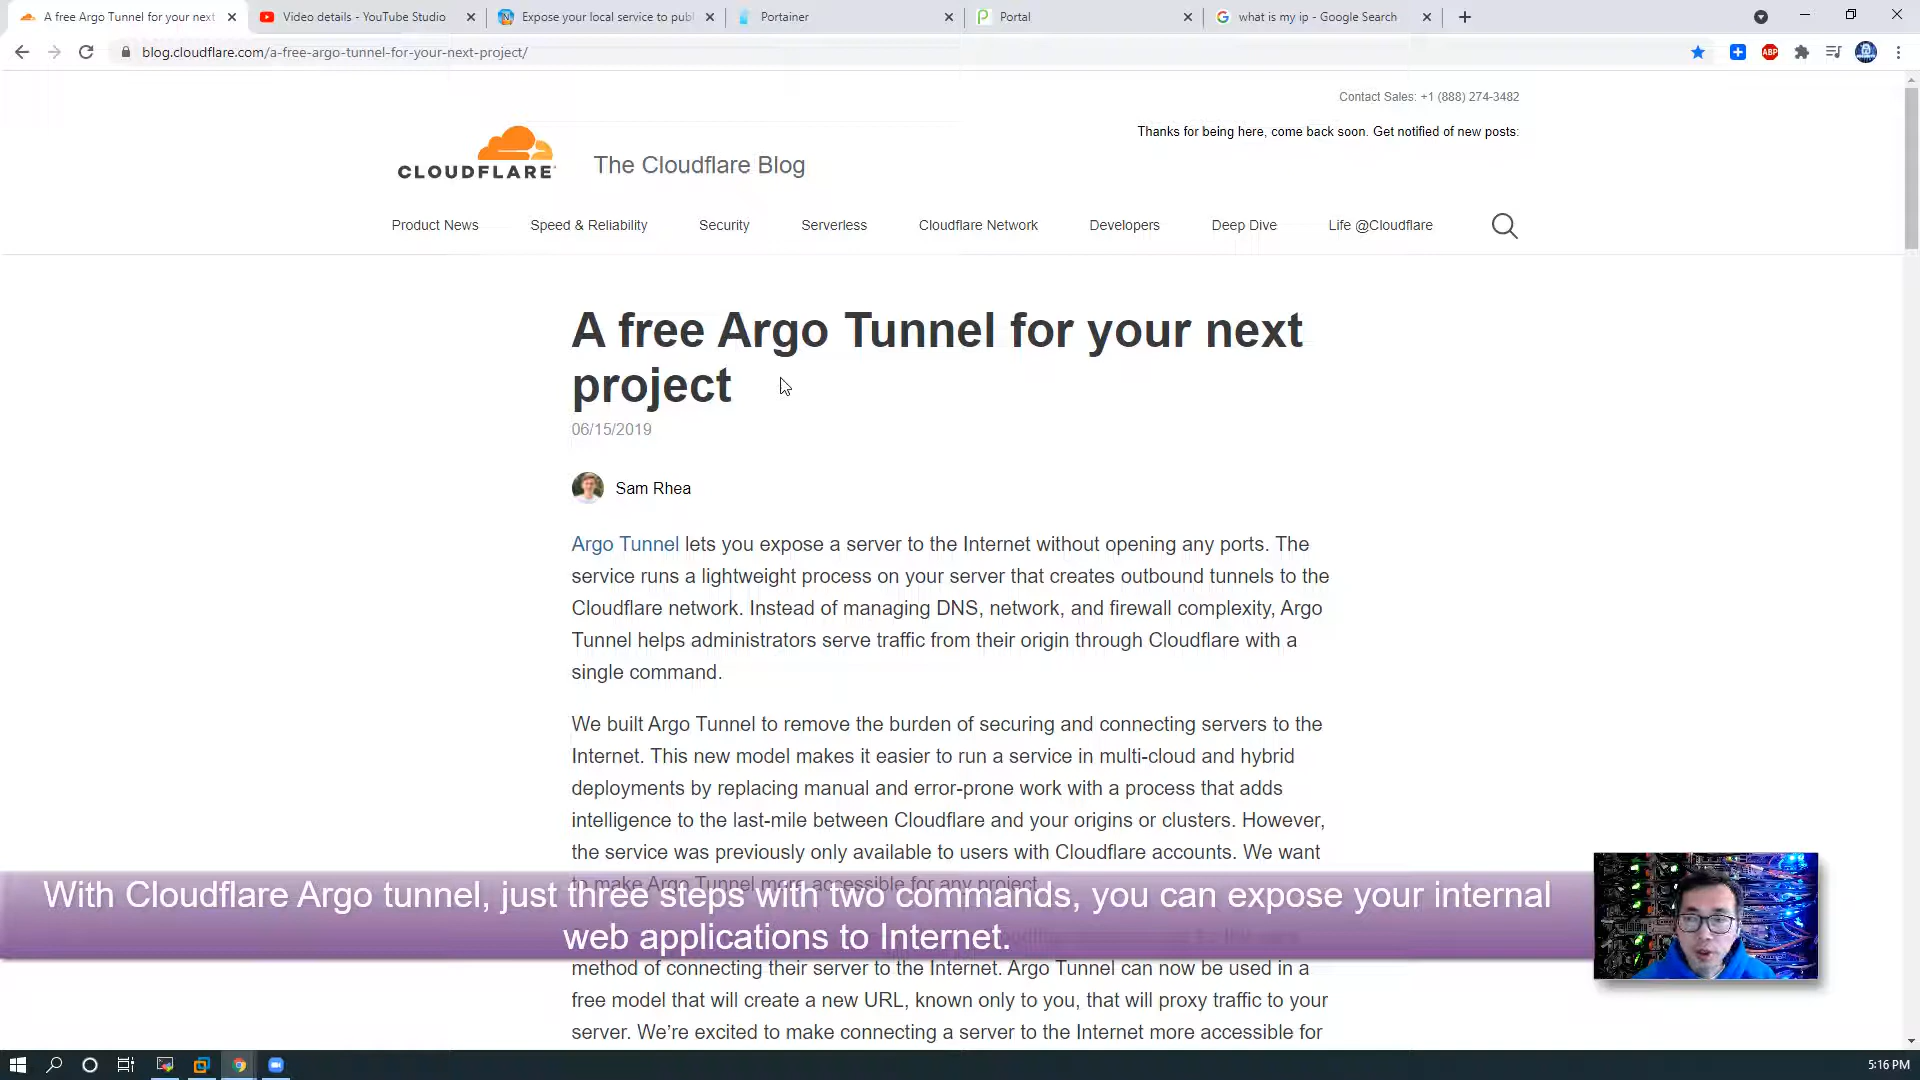 A free Argo Tunnel for your next
Video details - YouTube Studio
Expose your local service to publ
Portainer
Portal
what is my ip - Google Search
blog.cloudflare.com/a-free-argo-tunnel-for-your-next-project/
ABP
Contact Sales: +1 (888) 274-3482
Thanks for being here, come back soon. Get notified of new posts:
CLOUDFLARE
The Cloudflare Blog
Product News
Speed & Reliability
Security
Serverless
Cloudflare Network
Developers
Deep Dive
Life @Cloudflare
A free Argo Tunnel for your next
project
06/15/2019
Sam Rhea
Argo Tunnel lets you expose a server to the Internet without opening any ports. The
service runs a lightweight process on your server that creates outbound tunnels to the
Cloudflare network. Instead of managing DNS, network, and firewall complexity, Argo
Tunnel helps administrators serve traffic from their origin through Cloudflare with a
single command.
We built Argo Tunnel to remove the burden of securing and connecting servers to the
Internet. This new model makes it easier to run a service in multi-cloud and hybrid
deployments by replacing manual and error-prone work with a process that adds
intelligence to the last-mile between Cloudflare and your origins or clusters. However,
the service was previously only available to users with Cloudflare accounts. We want
to make Argo Tunnel more accessible for any project.
With Cloudflare Argo tunnel, just three steps with two commands, you can expose your internal
web applications to Internet.
method of connecting their server to the Internet. Argo Tunnel can now be used in a
free model that will create a new URL, known only to you, that will proxy traffic to your
server. We're excited to make connecting a server to the Internet more accessible for
5:16 PM